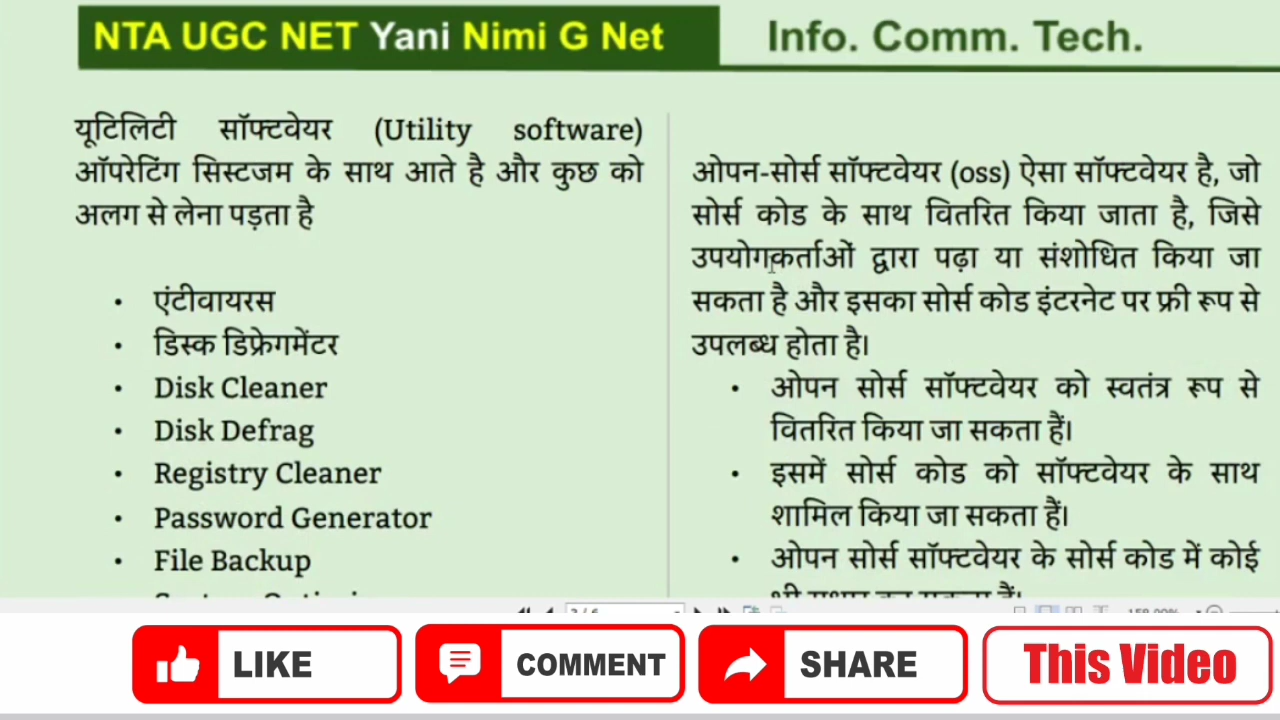 NTA UGC NET Yani Nimi G Net
Info. Comm. Tech.
यूटिलिटी सॉफ्टवेयर (Utility software)
ऑपरेटिंग सिस्टजम के साथ आते है और कुछ को
अलग से लेना पड़ता है
• एंटीवायरस
• डिस्क डिफ्रेगमेंटर
• Disk Cleaner
• Disk Defrag
• Registry Cleaner
• Password Generator
• File Backup
ओपन-सोर्स सॉफ्टवेयर (oss) ऐसा सॉफ्टवेयर है, जो
सोर्स कोड के साथ वितरित किया जाता है, जिसे
उपयोगकर्ताओं द्वारा पढ़ा या संशोधित किया जा
सकता है और इसका सोर्स कोड इंटरनेट पर फ्री रूप से
उपलब्ध होता है।
• ओपन सोर्स सॉफ्टवेयर को स्वतंत्र रूप से
वितरित किया जा सकता हैं।
• इसमें सोर्स कोड को सॉफ्टवेयर के साथ
शामिल किया जा सकता हैं।
• ओपन सोर्स सॉफ्टवेयर के सोर्स कोड में कोई
LIKE
COMMENT
SHARE
This Video